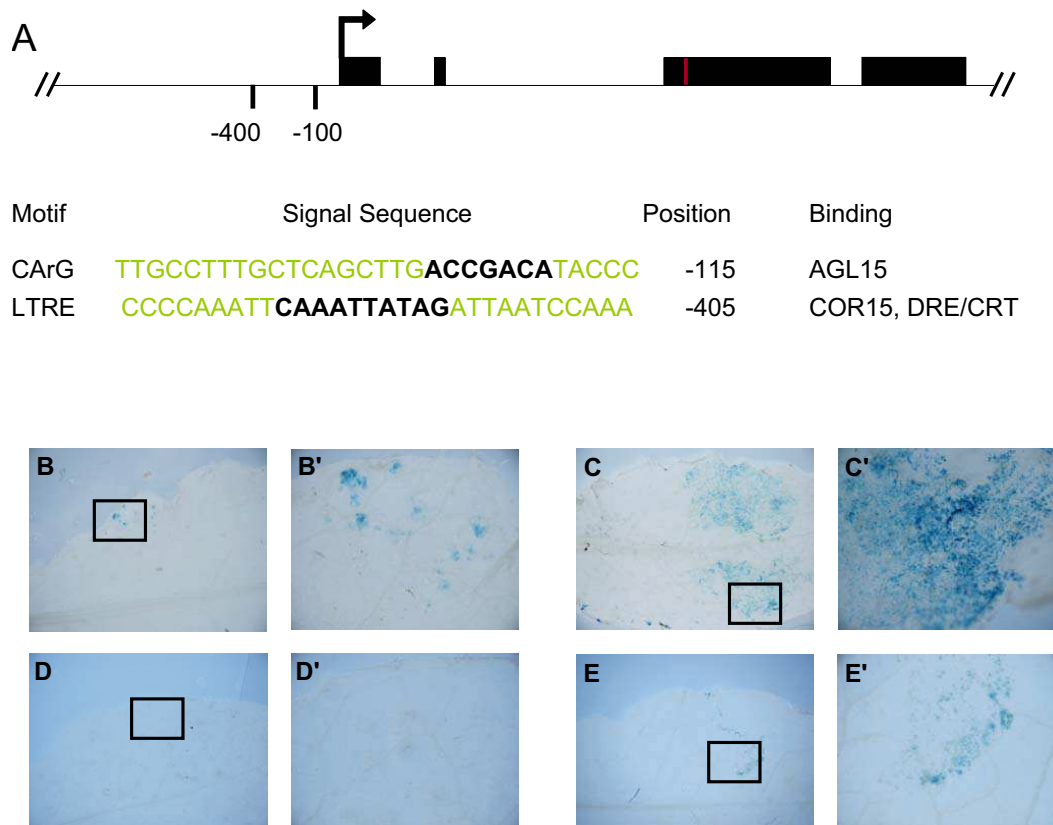 A
-400 -100
Motif Signal Sequence Position Binding
CArG TTGCCTTTGCTCAGCTTGACCGACATACCC -115 AGL15
LTRE CCCCAAATTCAAATTATAGATTAATCCAAA -405 COR15, DRE/CRT
B B' C C'
D D' E E'